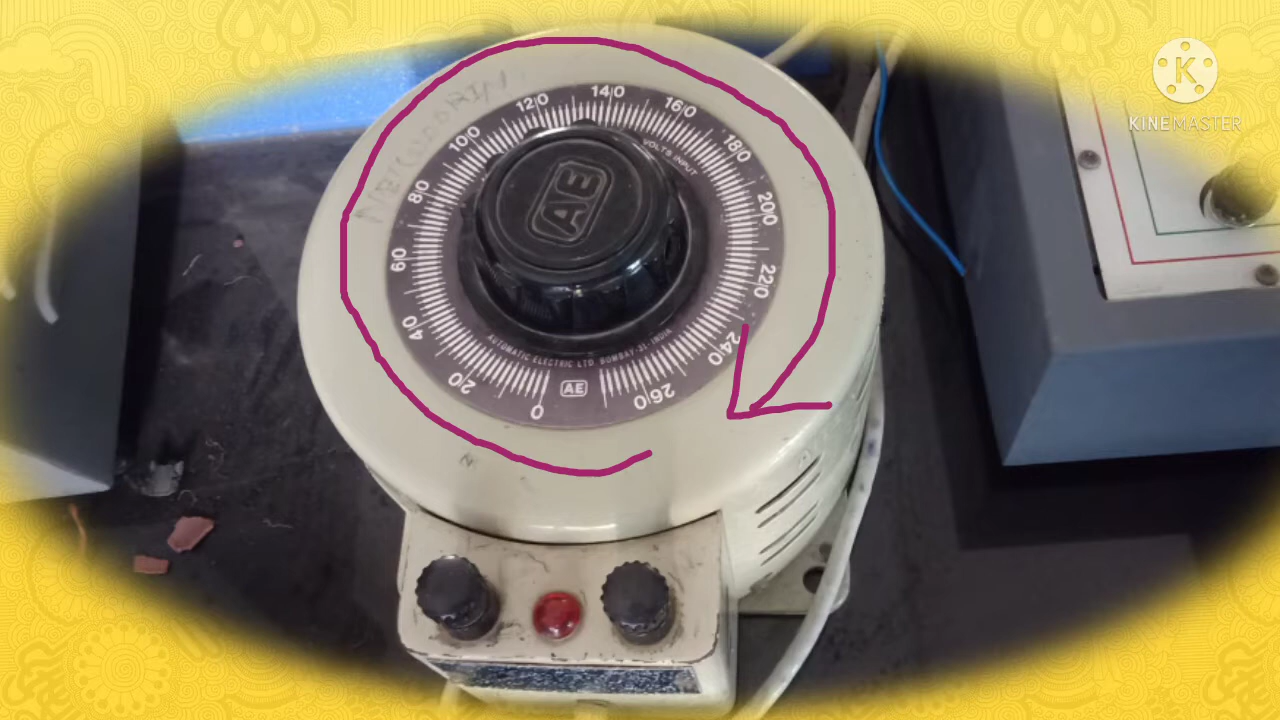 K
KINEMASTER
0
20
40
60
80
100
120
140
160
180
200
220
240
260
VOLTS INPUT
AE
AUTOMATIC ELECTRIC LTD BOMBAY-31. INDIA
AE
N
A